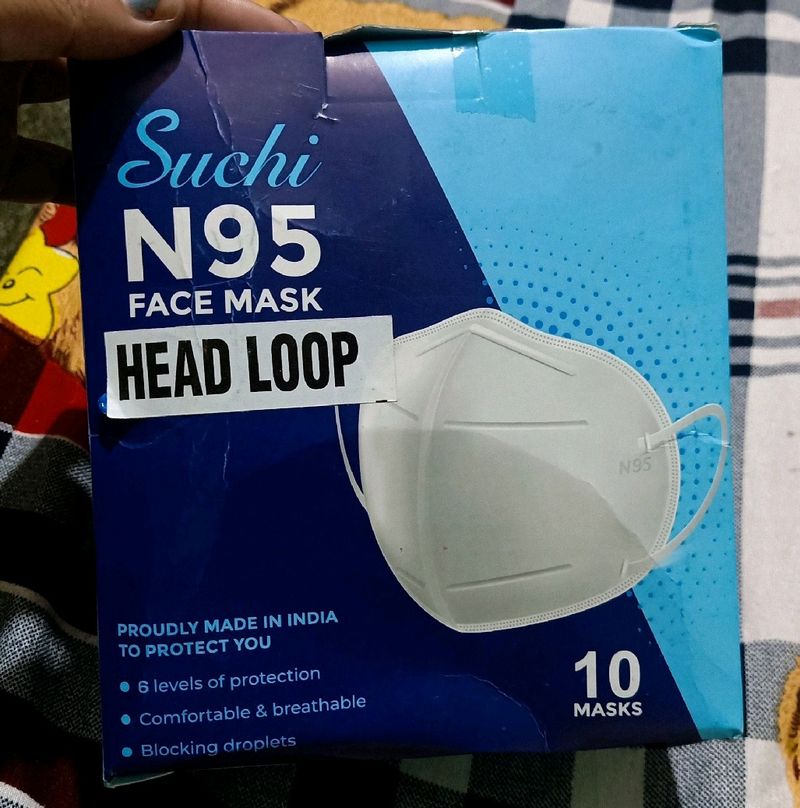 Suchi
N95
FACE MASK
HEAD LOOP
N95
PROUDLY MADE IN INDIA
TO PROTECT YOU
6 levels of protection
Comfortable & breathable
Blocking droplets
10
MASKS